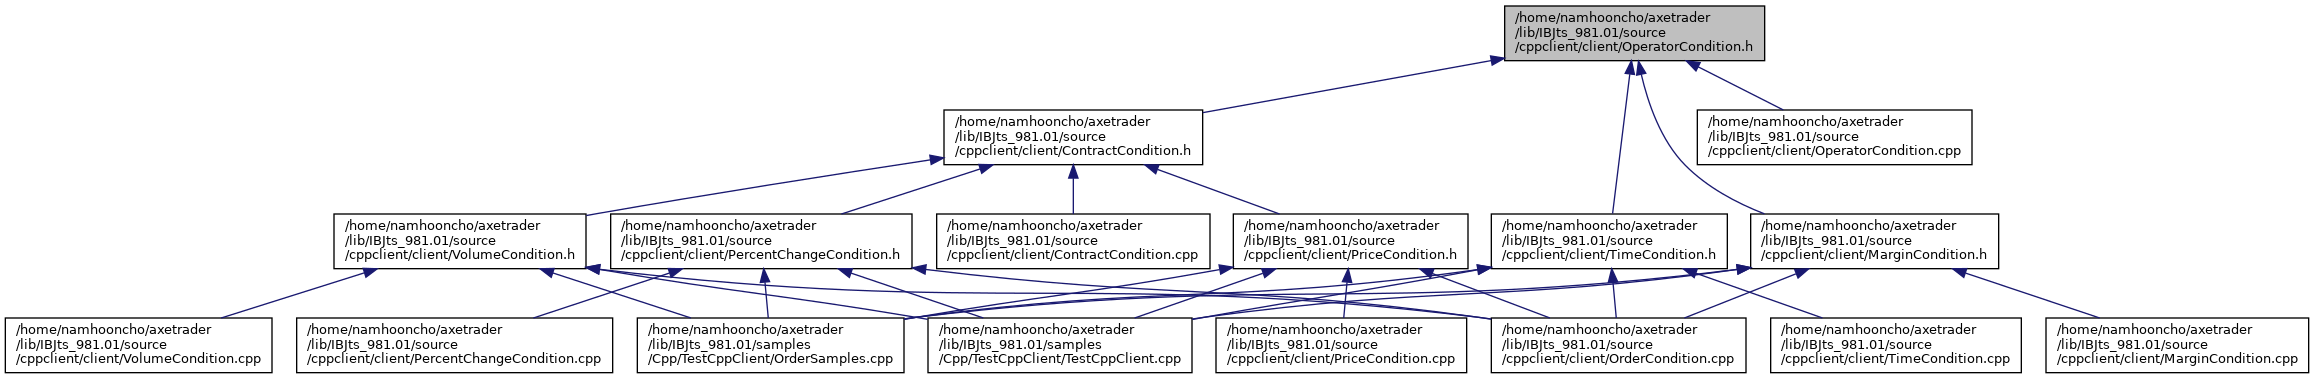 /home/namhooncho/axetrader
/lib/IBJts_981.01/source
/cppclient/client/OperatorCondition.h
/home/namhooncho/axetrader
/lib/IBJts_981.01/source
/cppclient/client/ContractCondition.h
/home/namhooncho/axetrader
/lib/IBJts_981.01/source
/cppclient/client/OperatorCondition.cpp
/home/namhooncho/axetrader
/lib/IBJts_981.01/source
/cppclient/client/VolumeCondition.h
/home/namhooncho/axetrader
/lib/IBJts_981.01/source
/cppclient/client/PercentChangeCondition.h
/home/namhooncho/axetrader
/lib/IBJts_981.01/source
/cppclient/client/ContractCondition.cpp
/home/namhooncho/axetrader
/lib/IBJts_981.01/source
/cppclient/client/PriceCondition.h
/home/namhooncho/axetrader
/lib/IBJts_981.01/source
/cppclient/client/TimeCondition.h
/home/namhooncho/axetrader
/lib/IBJts_981.01/source
/cppclient/client/MarginCondition.h
/home/namhooncho/axetrader
/lib/IBJts_981.01/source
/cppclient/client/VolumeCondition.cpp
/home/namhooncho/axetrader
/lib/IBJts_981.01/source
/cppclient/client/PercentChangeCondition.cpp
/home/namhooncho/axetrader
/lib/IBJts_981.01/samples
/Cpp/TestCppClient/OrderSamples.cpp
/home/namhooncho/axetrader
/lib/IBJts_981.01/samples
/Cpp/TestCppClient/TestCppClient.cpp
/home/namhooncho/axetrader
/lib/IBJts_981.01/source
/cppclient/client/PriceCondition.cpp
/home/namhooncho/axetrader
/lib/IBJts_981.01/source
/cppclient/client/OrderCondition.cpp
/home/namhooncho/axetrader
/lib/IBJts_981.01/source
/cppclient/client/TimeCondition.cpp
/home/namhooncho/axetrader
/lib/IBJts_981.01/source
/cppclient/client/MarginCondition.cpp